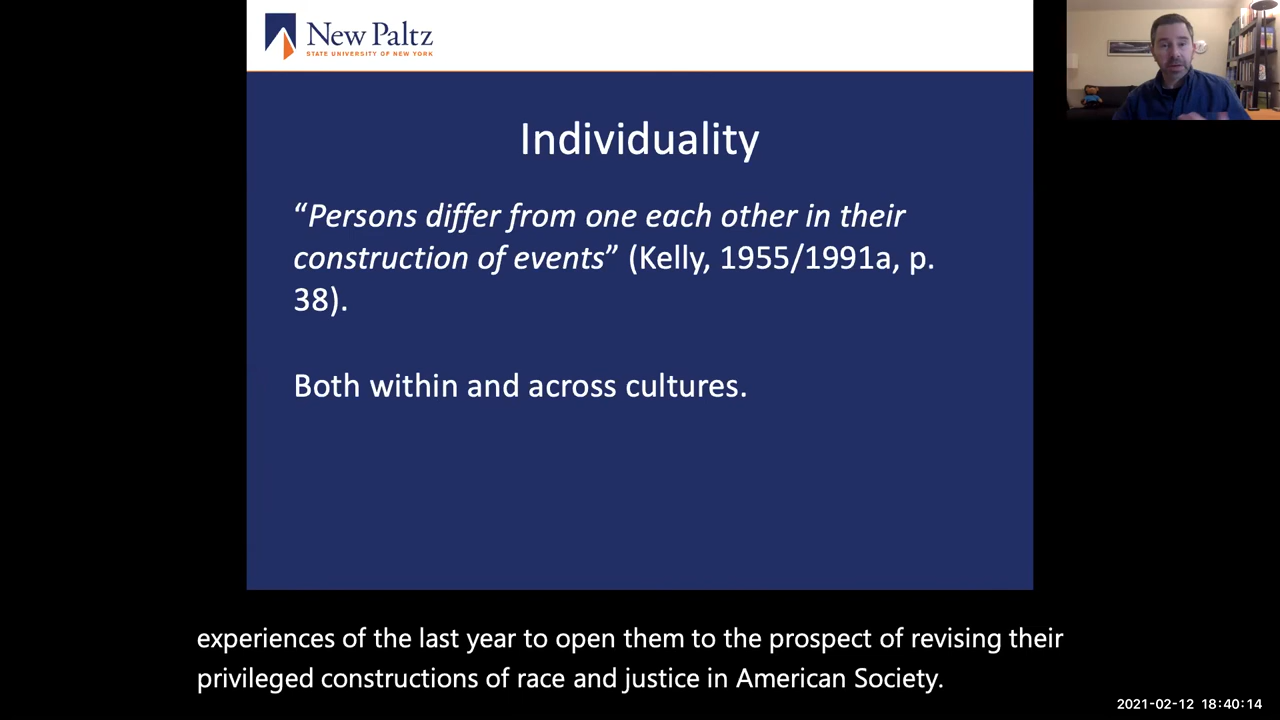 New Paltz
STATE UNIVERSITY OF NEW YORK
Individuality
“Persons differ from one each other in their
construction of events” (Kelly, 1955/1991a, p.
38).
Both within and across cultures.
experiences of the last year to open them to the prospect of revising their
privileged constructions of race and justice in American Society.
2021-02-12 18:40:14